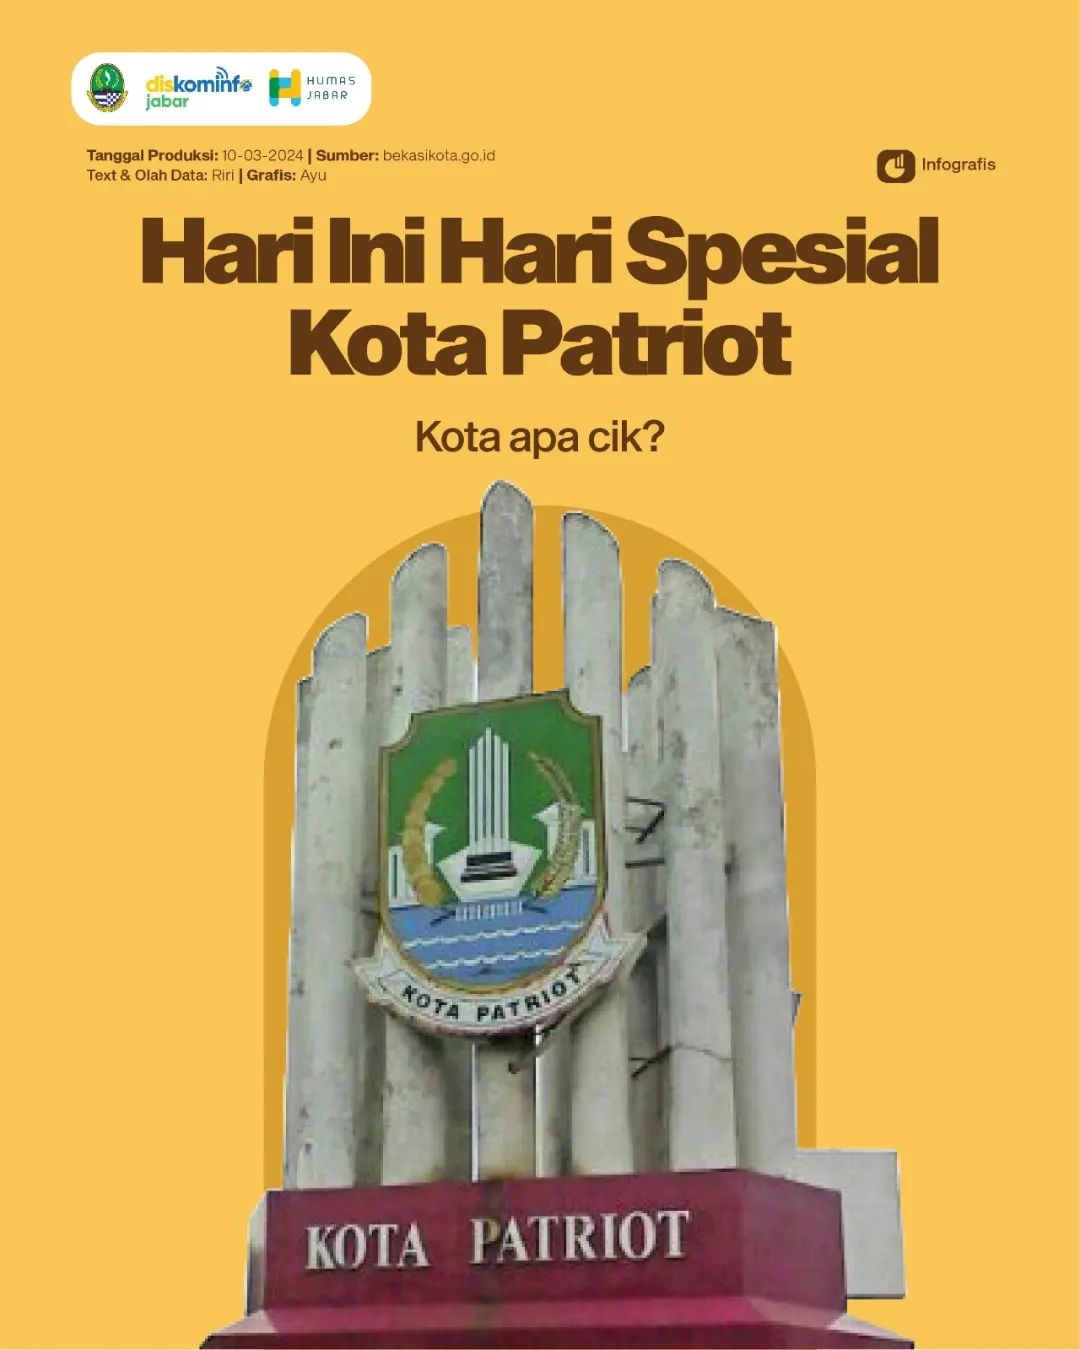 diskominfo
jabar
HUMAS
JABAR
Tanggal Produksi: 10-03-2024 | Sumber: bekasikota.go.id
Text & Olah Data: Riri | Grafis: Ayu
Infografis
Hari Ini Hari Spesial
Kota Patriot
Kota apa cik?
KOTA PATRIOT
KOTA PATRIOT